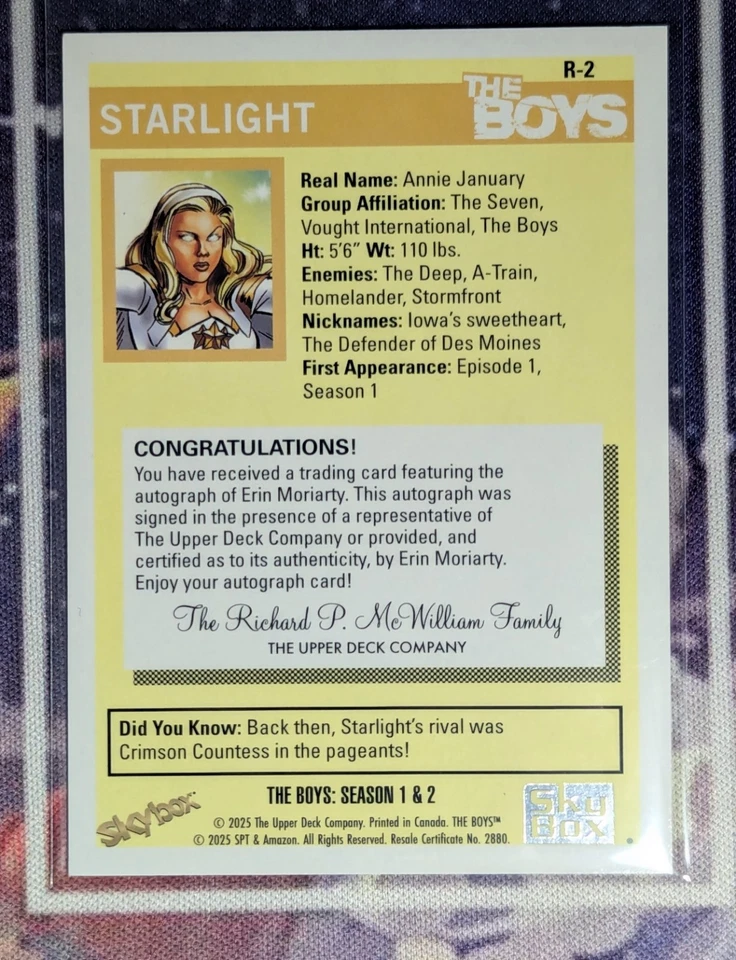 R-2
STARLIGHT
THE
BOYS
Real Name: Annie January
Group Affiliation: The Seven,
Vought International, The Boys
Ht: 5'6" Wt: 110 lbs.
Enemies: The Deep, A-Train,
Homelander, Stormfront
Nicknames: Iowa's sweetheart,
The Defender of Des Moines
First Appearance: Episode 1,
Season 1
CONGRATULATIONS!
You have received a trading card featuring the
autograph of Erin Moriarty. This autograph was
signed in the presence of a representative of
The Upper Deck Company or provided, and
certified as to its authenticity, by Erin Moriarty.
Enjoy your autograph card!
The Richard P. McWilliam Family
THE UPPER DECK COMPANY
Did You Know: Back then, Starlight's rival was
Crimson Countess in the pageants!
THE BOYS: SEASON 1 & 2
Skybox
© 2025 The Upper Deck Company. Printed in Canada. THE BOYS™
© 2025 SPT & Amazon. All Rights Reserved. Resale Certificate No. 2880.
Sky
Box